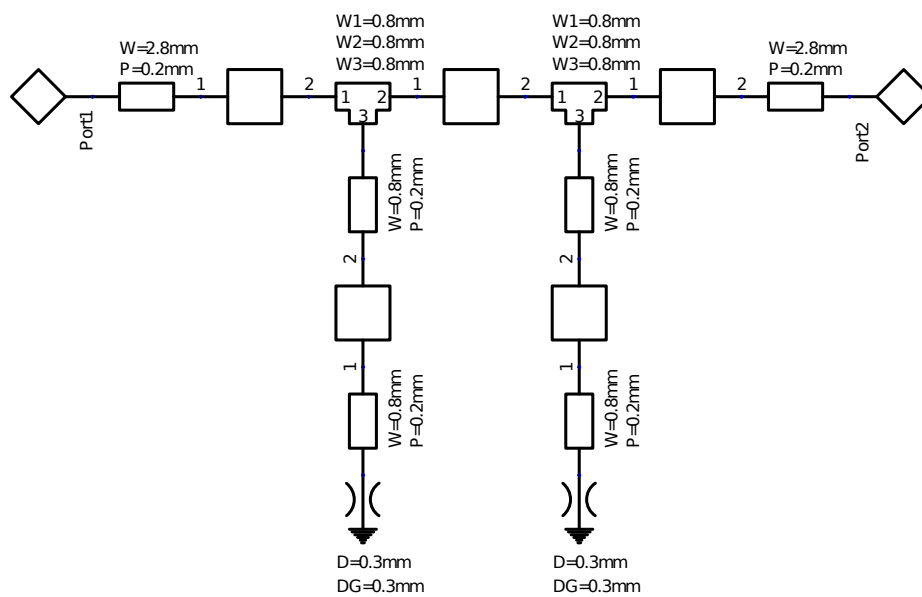 W1=0.8mm
W2=0.8mm
W3=0.8mm
W1=0.8mm
W2=0.8mm
W3=0.8mm
W=2.8mm
P=0.2mm
W=2.8mm
P=0.2mm
1
2
1
2
3
1
2
1
2
3
1
2
Port1
Port2
W=0.8mm
P=0.2mm
W=0.8mm
P=0.2mm
2
2
1
1
W=0.8mm
P=0.2mm
W=0.8mm
P=0.2mm
D=0.3mm
DG=0.3mm
D=0.3mm
DG=0.3mm